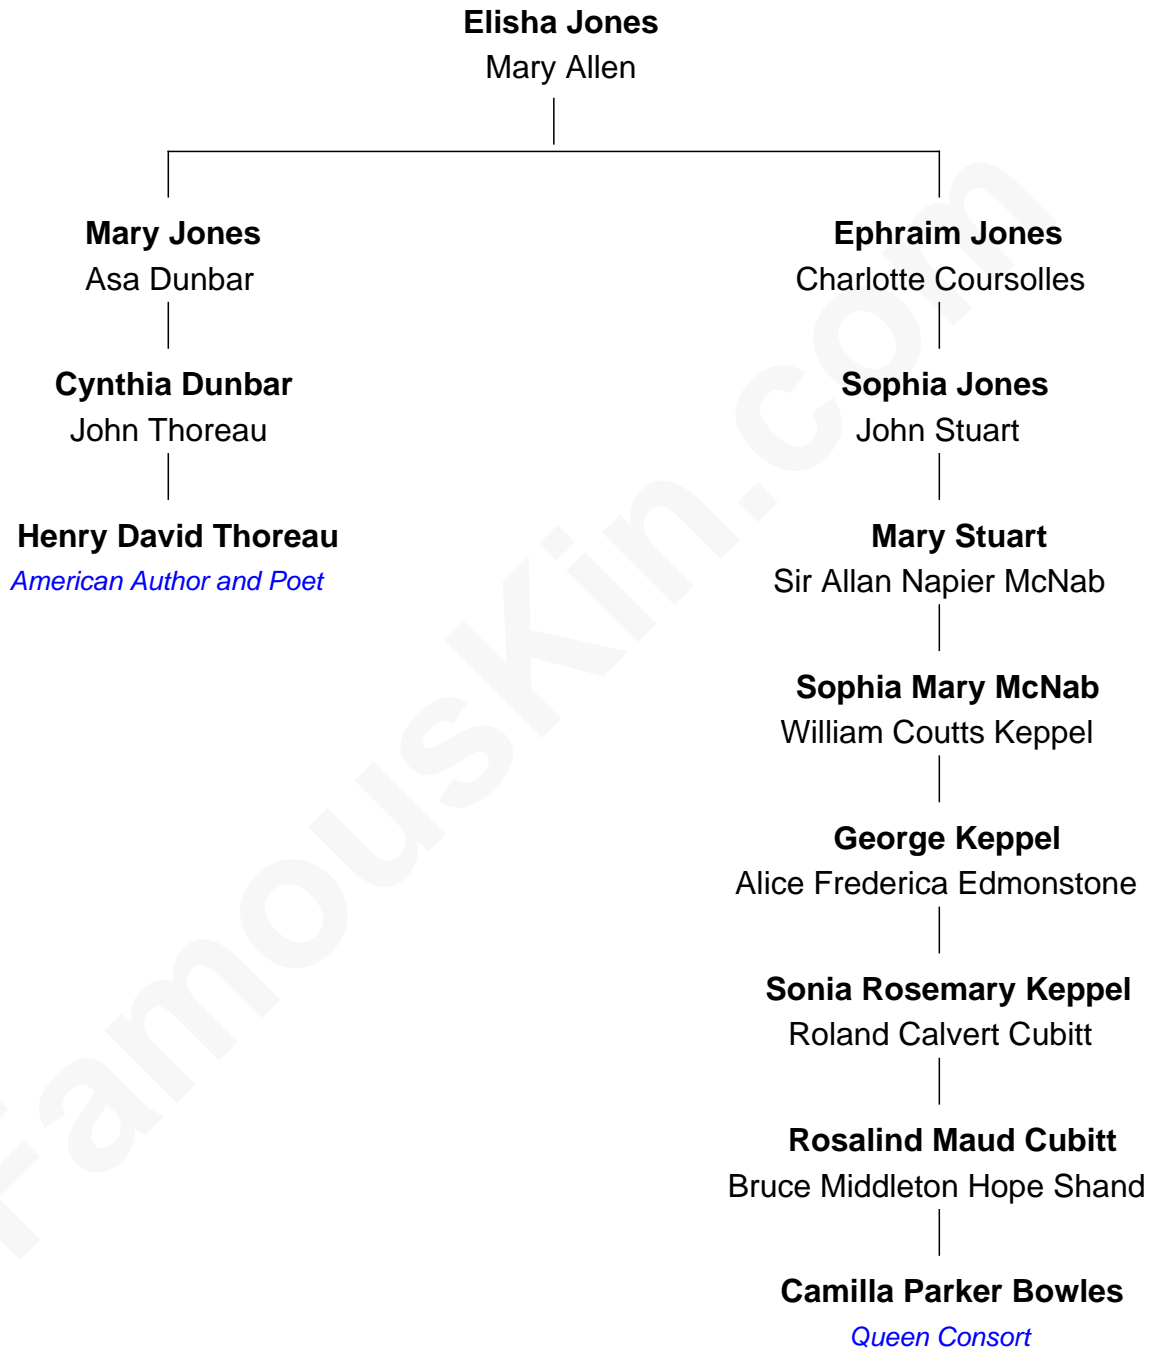 Elisha Jones
Mary Allen
Mary Jones
Asa Dunbar
Cynthia Dunbar
John Thoreau
Henry David Thoreau
American Author and Poet
Ephraim Jones
Charlotte Coursolles
Sophia Jones
John Stuart
Mary Stuart
Sir Allan Napier McNab
Sophia Mary McNab
William Coutts Keppel
George Keppel
Alice Frederica Edmonstone
Sonia Rosemary Keppel
Roland Calvert Cubitt
Rosalind Maud Cubitt
Bruce Middleton Hope Shand
Camilla Parker Bowles
Queen Consort
FamousKin.com